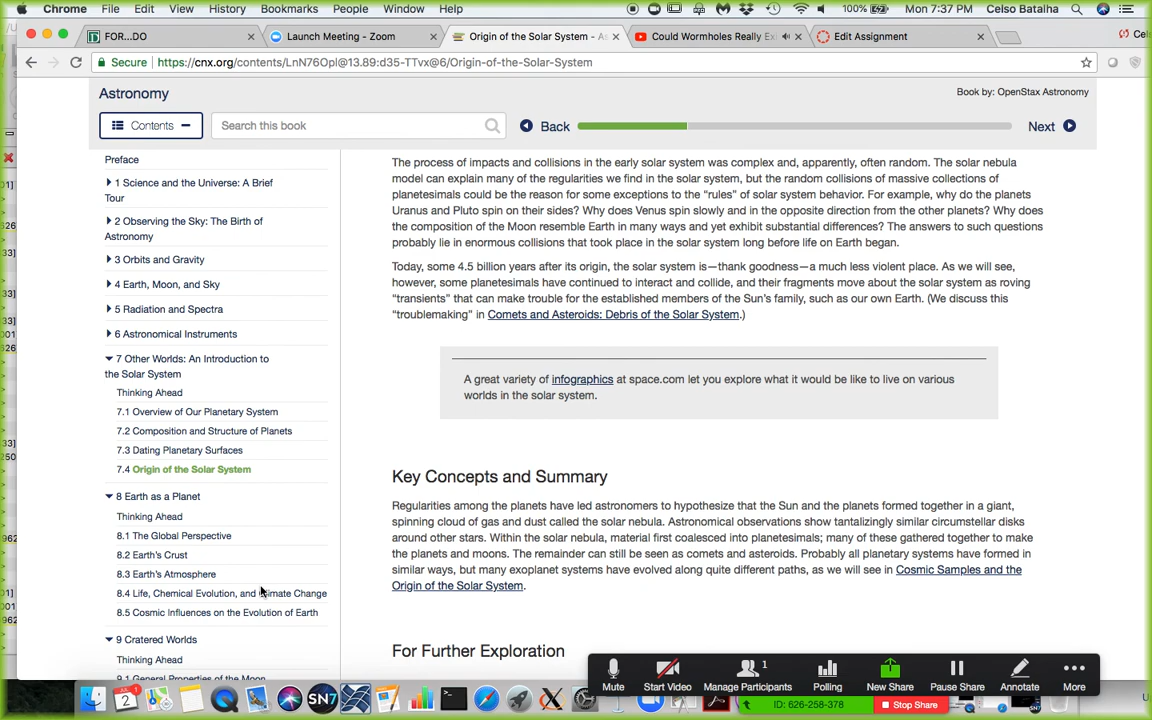 Chrome File Edit View History Bookmarks People Window Help 100% Mon 7:37 PM Celso Batalha
FOR...DO Launch Meeting - Zoom Origin of the Solar System - As Could Wormholes Really Exi Edit Assignment
Secure https://cnx.org/contents/LnN76Opl@13.89:d35-TTvx@6/Origin-of-the-Solar-System
Astronomy
Book by: OpenStax Astronomy
Contents Search this book Back Next
Preface
1 Science and the Universe: A Brief
Tour
2 Observing the Sky: The Birth of
Astronomy
3 Orbits and Gravity
4 Earth, Moon, and Sky
5 Radiation and Spectra
6 Astronomical Instruments
7 Other Worlds: An Introduction to
the Solar System
Thinking Ahead
7.1 Overview of Our Planetary System
7.2 Composition and Structure of Planets
7.3 Dating Planetary Surfaces
7.4 Origin of the Solar System
8 Earth as a Planet
Thinking Ahead
8.1 The Global Perspective
8.2 Earth's Crust
8.3 Earth's Atmosphere
8.4 Life, Chemical Evolution, and Climate Change
8.5 Cosmic Influences on the Evolution of Earth
9 Cratered Worlds
Thinking Ahead
9.1 General Properties of the Moon
The process of impacts and collisions in the early solar system was complex and, apparently, often random. The solar nebula
model can explain many of the regularities we find in the solar system, but the random collisions of massive collections of
planetesimals could be the reason for some exceptions to the “rules” of solar system behavior. For example, why do the planets
Uranus and Pluto spin on their sides? Why does Venus spin slowly and in the opposite direction from the other planets? Why does
the composition of the Moon resemble Earth in many ways and yet exhibit substantial differences? The answers to such questions
probably lie in enormous collisions that took place in the solar system long before life on Earth began.
Today, some 4.5 billion years after its origin, the solar system is—thank goodness—a much less violent place. As we will see,
however, some planetesimals have continued to interact and collide, and their fragments move about the solar system as roving
“transients” that can make trouble for the established members of the Sun's family, such as our own Earth. (We discuss this
“troublemaking” in Comets and Asteroids: Debris of the Solar System.)
A great variety of infographics at space.com let you explore what it would be like to live on various
worlds in the solar system.
Key Concepts and Summary
Regularities among the planets have led astronomers to hypothesize that the Sun and the planets formed together in a giant,
spinning cloud of gas and dust called the solar nebula. Astronomical observations show tantalizingly similar circumstellar disks
around other stars. Within the solar nebula, material first coalesced into planetesimals; many of these gathered together to make
the planets and moons. The remainder can still be seen as comets and asteroids. Probably all planetary systems have formed in
similar ways, but many exoplanet systems have evolved along quite different paths, as we will see in Cosmic Samples and the
Origin of the Solar System.
For Further Exploration
1
Mute Start Video Manage Participants Polling New Share Pause Share Annotate More
ID: 626-258-378 Stop Share